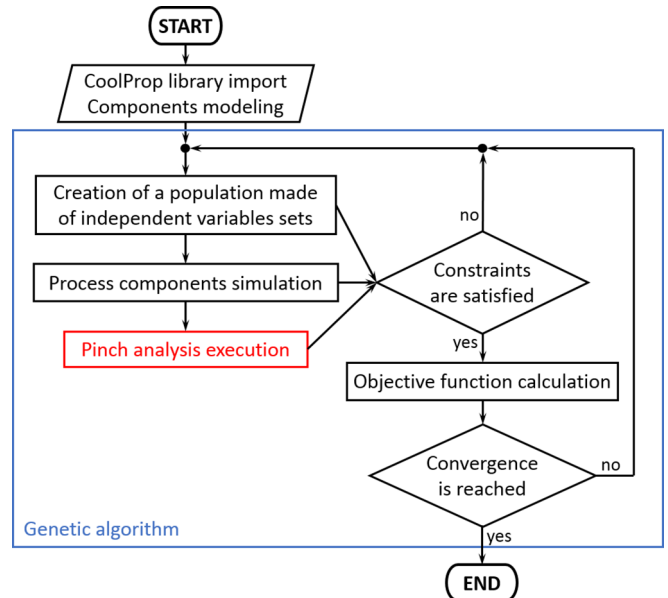 START
CoolProp library import
Components modeling
Creation of a population made
of independent variables sets
no
Process components simulation
Constraints
are satisfied
Pinch analysis execution
yes
Objective function calculation
Convergence
is reached
no
Genetic algorithm
yes
END